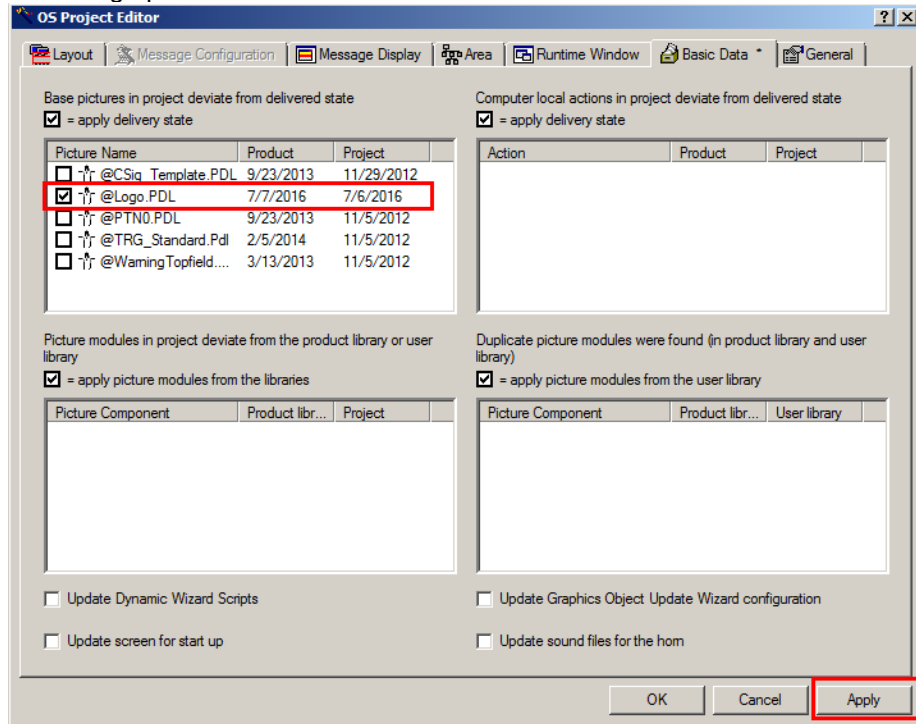 OS Project Editor
Layout Message Configuration Message Display Area Runtime Window Basic Data * General
Base pictures in project deviate from delivered state
= apply delivery state
Picture Name Product Project
@CSig_Template.PDL 9/23/2013 11/29/2012
@Logo.PDL 7/7/2016 7/6/2016
@PTN0.PDL 9/23/2013 11/5/2012
@TRG_Standard.Pdl 2/5/2014 11/5/2012
@WarningTopfield.... 3/13/2013 11/5/2012
Computer local actions in project deviate from delivered state
= apply delivery state
Action Product Project
Picture modules in project deviate from the product library or user
library
= apply picture modules from the libraries
Picture Component Product libr... Project
Duplicate picture modules were found (in product library and user
library)
= apply picture modules from the user library
Picture Component Product libr... User library
Update Dynamic Wizard Scripts
Update Graphics Object Update Wizard configuration
Update screen for start up
Update sound files for the horn
OK Cancel Apply